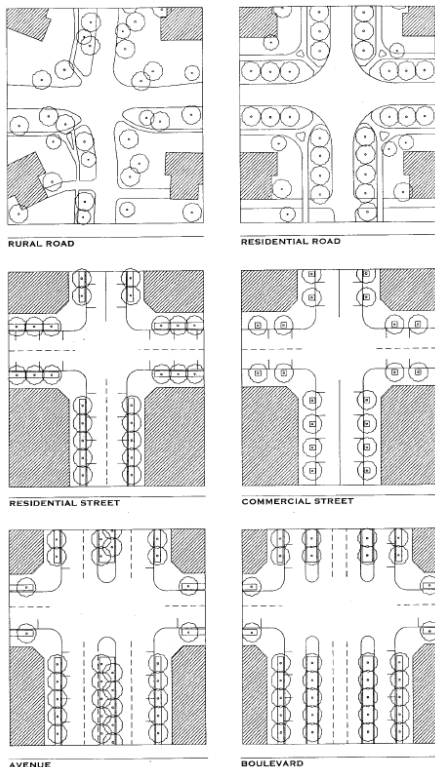 RURAL ROAD
RESIDENTIAL ROAD
RESIDENTIAL STREET
COMMERCIAL STREET
AVENUE
BOULEVARD